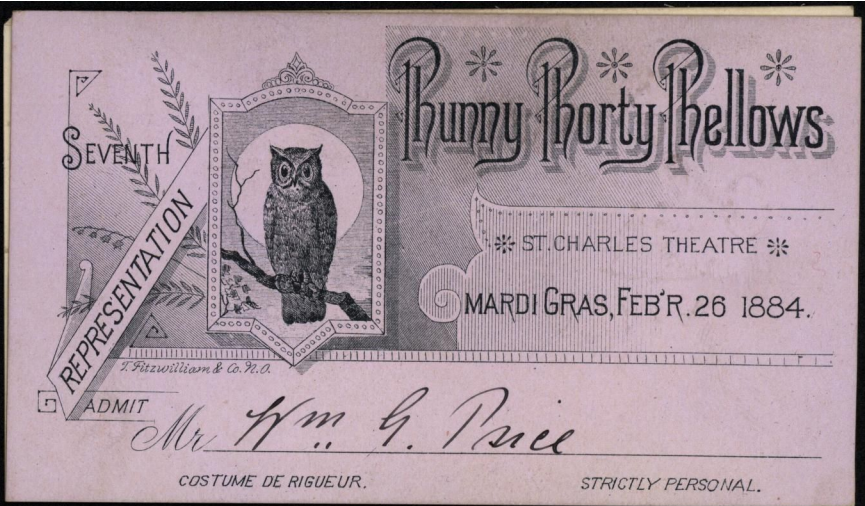 Phunny Phorty Phellows
SEVENTH
REPRESENTATION
ST. CHARLES THEATRE
MARDI GRAS, FEB'R. 26 1884.
T. Fitzwilliam & Co. N.O.
ADMIT
Mr Wm. G. Price
COSTUME DE RIGUEUR. STRICTLY PERSONAL.